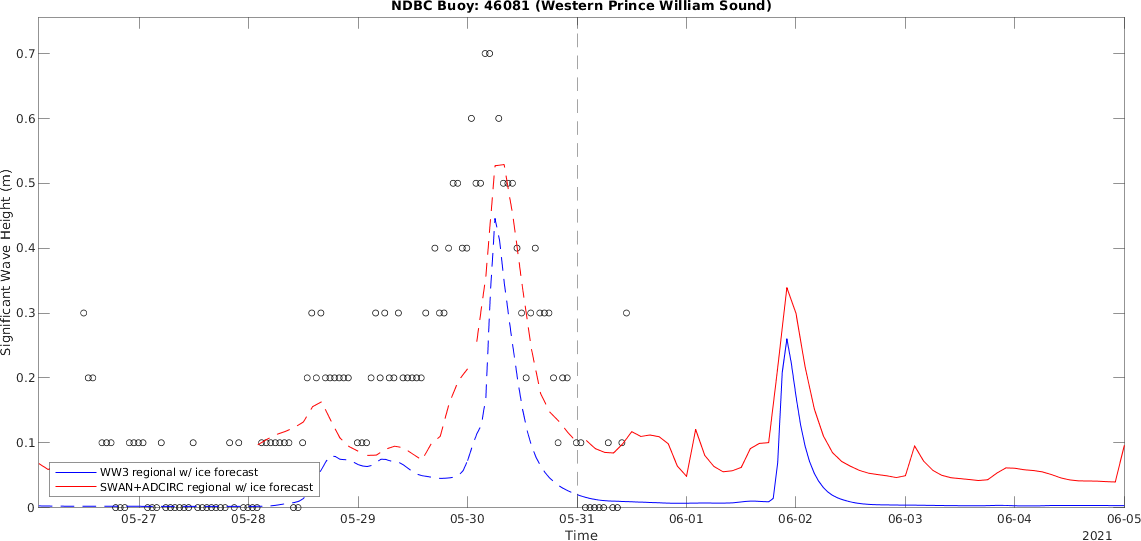 NDBC Buoy: 46081 (Western Prince William Sound)
Significant Wave Height (m)
0.7
0.6
0.5
0.4
0.3
0.2
0.1
0
WW3 regional w/ ice forecast
SWAN+ADCIRC regional w/ ice forecast
05-27 05-28 05-29 05-30 05-31 06-01 06-02 06-03 06-04 06-05
Time
2021